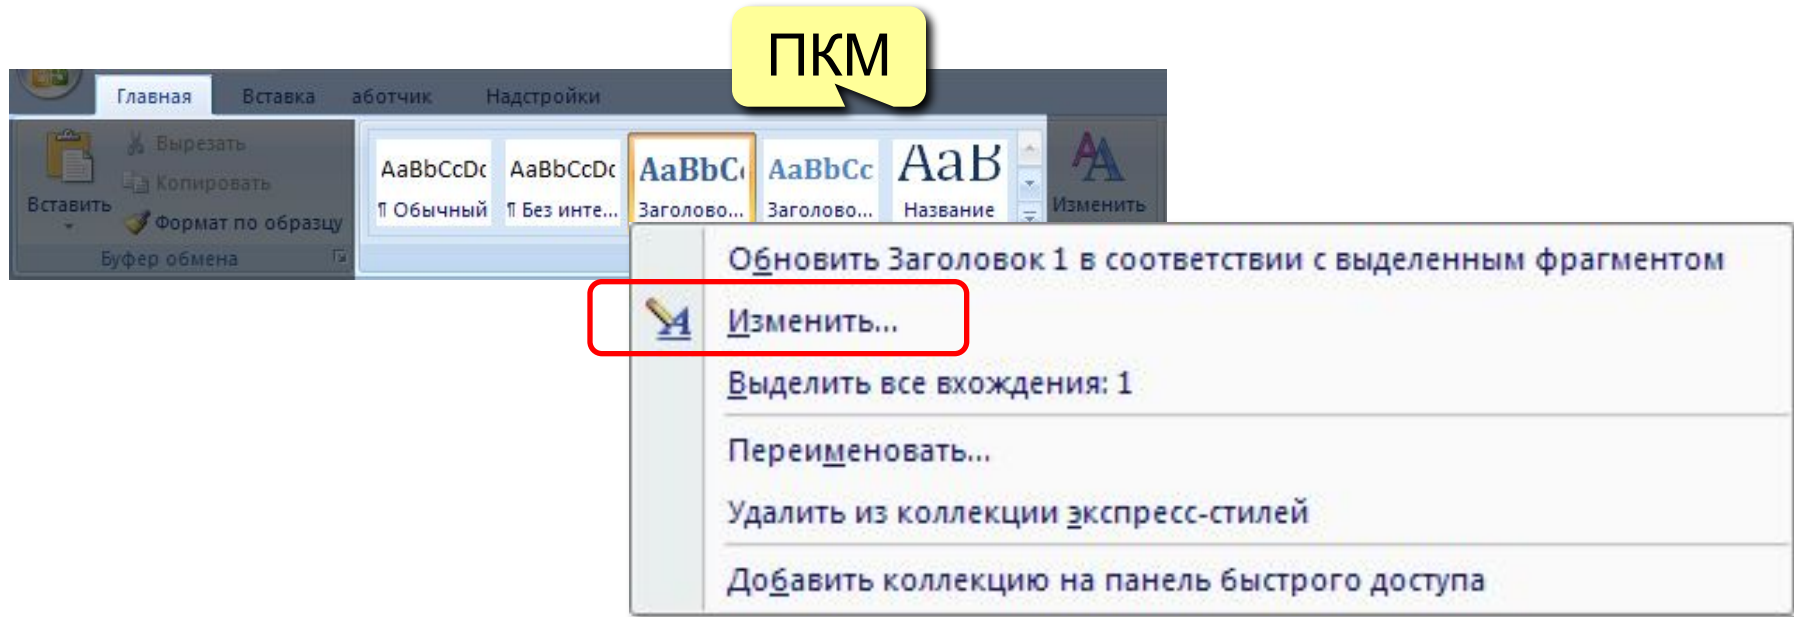 ПКМ
Главная Вставка аботчик Надстройки
Вырезать
Копировать
Вставить
Формат по образцу
Буфер обмена
AaBbCcDc AaBbCcDc AaBbC AaBbCc AaB
¶ Обычный ¶ Без инте... Заголово... Заголово... Название
Изменить
Обновить Заголовок 1 в соответствии с выделенным фрагментом
Изменить...
Выделить все вхождения: 1
Переименовать...
Удалить из коллекции экспресс-стилей
Добавить коллекцию на панель быстрого доступа